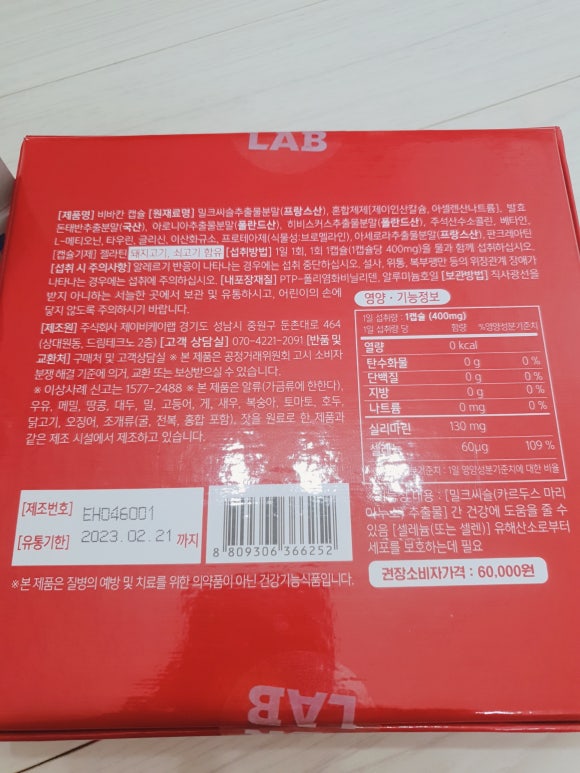 LAB
[제품명] 비바칸 캡슐 [원재료명] 밀크씨슬추출물분말(프랑스산), 혼합제제[제이인산칼슘, 아셀렌산나트륨], 발효
돈태반추출분말(국산), 아로니아추출물분말(폴란드산), 히비스커스추출물분말(폴란드산), 주석산수소콜린, 베타인,
L-메티오닌, 타우린, 글리신, 이산화규소, 프로테아제(식물성:브로멜라인), 아세로라추출물분말(프랑스산), 판크레아틴
[캡슐기제] 젤라틴 돼지고기, 쇠고기 함유 [섭취방법] 1일 1회, 1회 1캡슐(1캡슐당 400mg)을 물과 함께 섭취하십시오.
[섭취 시 주의사항] 알레르기 반응이 나타나는 경우에는 섭취 중단하십시오. 설사, 위통, 복부팽만 등의 위장관계 장애가
나타나는 경우에는 섭취에 주의하십시오. [내포장재질] PTP-폴리염화비닐리덴, 알루미늄호일 [보관방법] 직사광선을
받지 아니하는 서늘한 곳에서 보관 및 유통하시고, 어린이의 손에
닿지 않도록 주의하시기 바랍니다.
[제조원] 주식회사 제이비케이랩 경기도 성남시 중원구 둔촌대로 464
(상대원동, 드림테크노 2층) [고객 상담실] 070-4221-2091 [반품 및
교환처] 구매처 및 고객상담실 ※ 본 제품은 공정거래위원회 고시 소비자
분쟁 해결 기준에 의거, 교환 또는 보상받으실 수 있습니다.
※ 이상사례 신고는 1577-2488 ※ 본 제품은 알류(가금류에 한한다),
우유, 메밀, 땅콩, 대두, 밀, 고등어, 게, 새우, 복숭아, 토마토, 호두,
닭고기, 오징어, 조개류(굴, 전복, 홍합 포함), 잣을 원료로 한 제품과
같은 제조 시설에서 제조하고 있습니다.
영양·기능정보
1일 섭취량 : 1캡슐 (400mg)
1일 섭취량 당 함량 %영양성분기준치
열량 0 kcal
탄수화물 0 g 0 %
단백질 0 g 0 %
지방 0 g 0 %
나트륨 0 mg 0 %
실리마린 130 mg
60μg 109 %
기준치 : 1일 영양성분기준치에 대한 비율
내용 : [밀크씨슬(카르두스 마리
추출물] 간 건강에 도움을 줄 수
있음 [셀레늄(또는 셀렌)] 유해산소로부터
세포를 보호하는데 필요
권장소비자가격 : 60,000원
[제조번호] EH046001
[유통기한] 2023.02.21 까지
8 809306 366252
※본 제품은 질병의 예방 및 치료를 위한 의약품이 아닌 건강기능식품입니다.
LAB